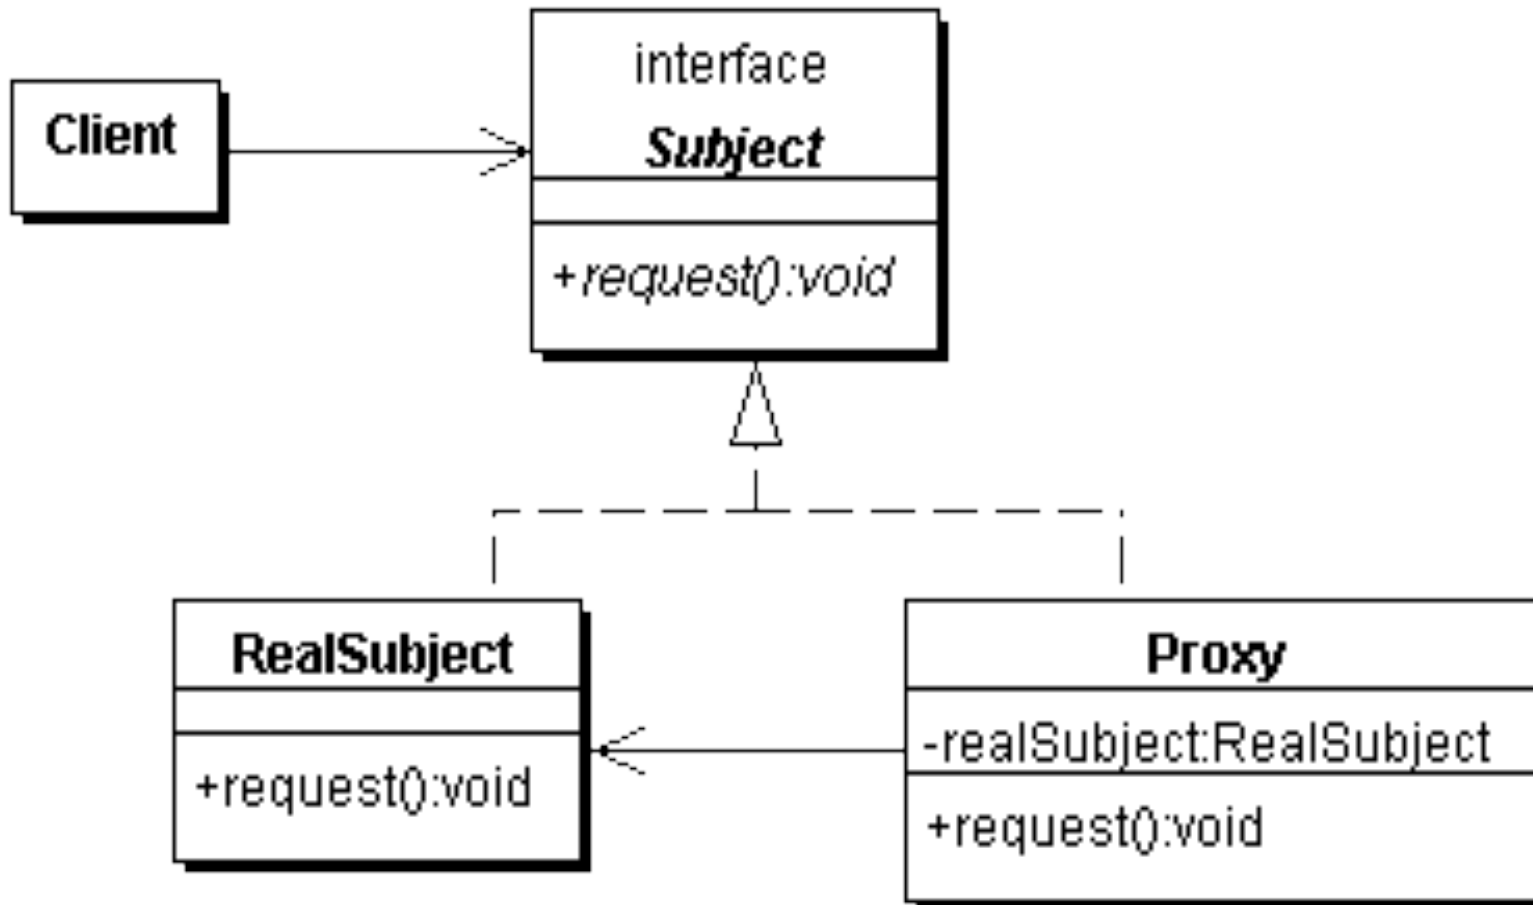 Client
interface
Subject
+request():void
RealSubject
+request():void
Proxy
-realSubject:RealSubject
+request():void